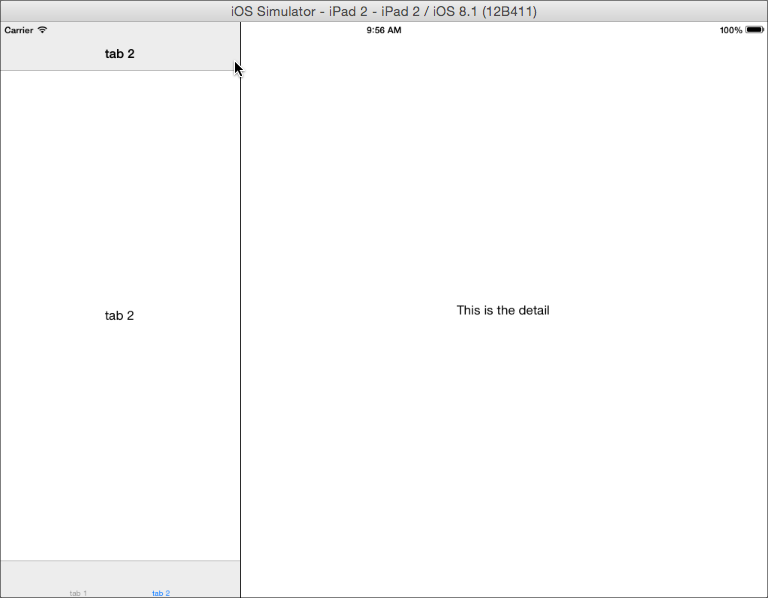 iOS Simulator - iPad 2 - iPad 2 / iOS 8.1 (12B411)
Carrier 9:56 AM 100%
tab 2
tab 2
This is the detail
tab 1 tab 2